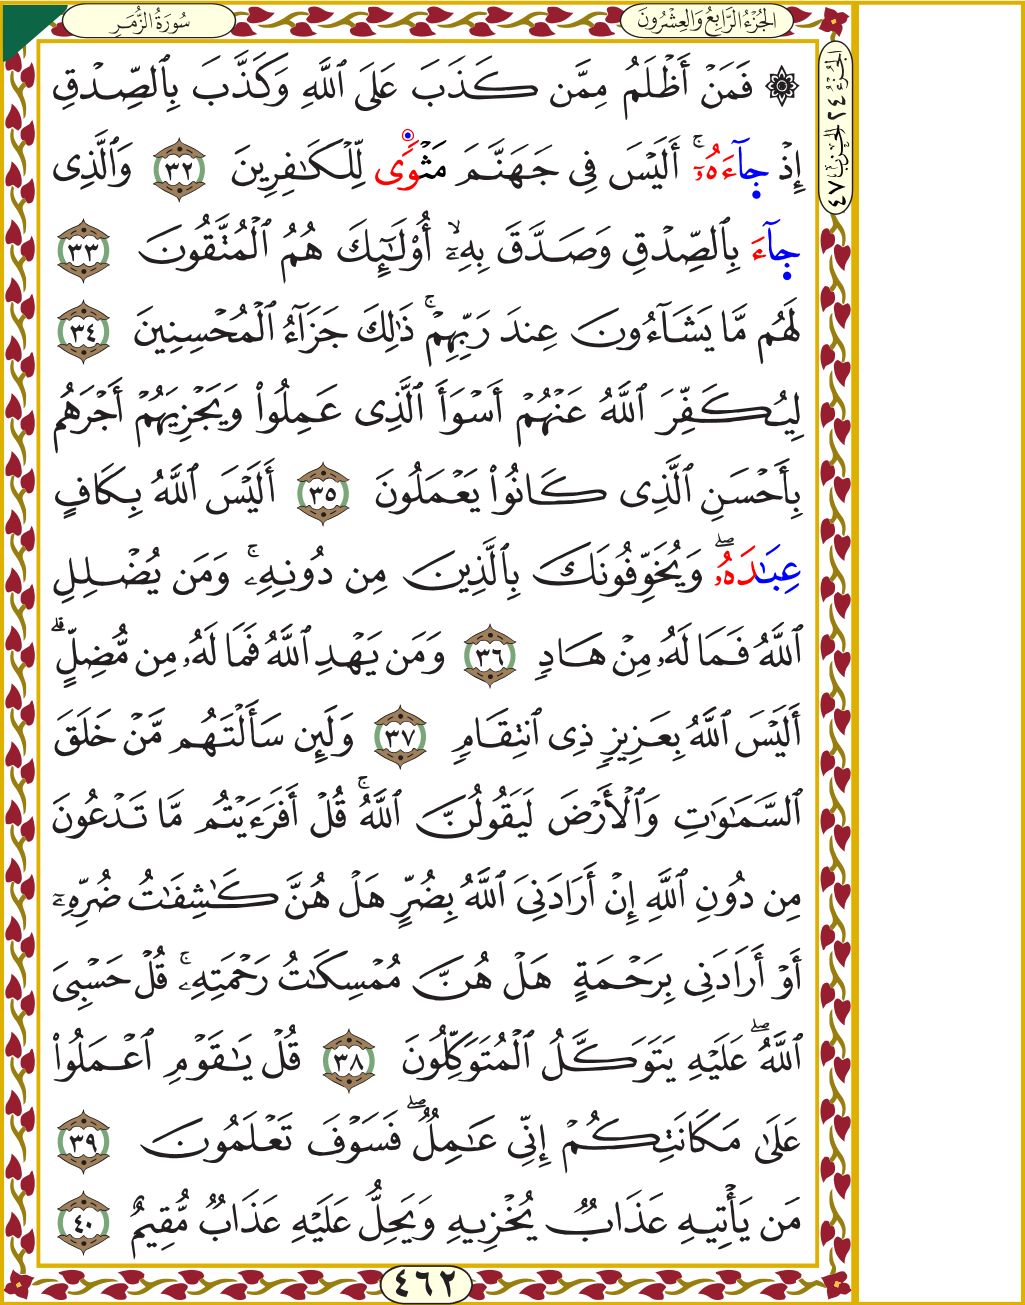 سُورَةُ الزُّمَرِ
الجُزْءُ الرَّابِعُ وَالعِشْرُونَ
الجُزْءُ ٢٤ الحِزْبُ ٤٧
۞ فَمَنۡ أَظۡلَمُ مِمَّن كَذَبَ عَلَى ٱللَّهِ وَكَذَّبَ بِٱلصِّدۡقِ
إِذۡ جَآءَهُۥٓۚ أَلَيۡسَ فِى جَهَنَّمَ مَثۡوٗى لِّلۡكَٰفِرِينَ ٣٢ وَٱلَّذِى
جَآءَ بِٱلصِّدۡقِ وَصَدَّقَ بِهِۦٓۙ أُوْلَٰٓئِكَ هُمُ ٱلۡمُتَّقُونَ ٣٣
لَهُم مَّا يَشَآءُونَ عِندَ رَبِّهِمۡۚ ذَٰلِكَ جَزَآءُ ٱلۡمُحۡسِنِينَ ٣٤
لِيُكَفِّرَ ٱللَّهُ عَنۡهُمۡ أَسۡوَأَ ٱلَّذِى عَمِلُواْ وَيَجۡزِيَهُمۡ أَجۡرَهُم
بِأَحۡسَنِ ٱلَّذِى كَانُواْ يَعۡمَلُونَ ٣٥ أَلَيۡسَ ٱللَّهُ بِكَافٍ
عِبَٰدَهُۥۖ وَيُخَوِّفُونَكَ بِٱلَّذِينَ مِن دُونِهِۦۚ وَمَن يُضۡلِلِ
ٱللَّهُ فَمَا لَهُۥ مِنۡ هَادٖ ٣٦ وَمَن يَهۡدِ ٱللَّهُ فَمَا لَهُۥ مِن مُّضِلٍّۗ
أَلَيۡسَ ٱللَّهُ بِعَزِيزٖ ذِى ٱنتِقَامٖ ٣٧ وَلَئِن سَأَلۡتَهُم مَّنۡ خَلَقَ
ٱلسَّمَٰوَٰتِ وَٱلۡأَرۡضَ لَيَقُولُنَّ ٱللَّهُۚ قُلۡ أَفَرَءَيۡتُم مَّا تَدۡعُونَ
مِن دُونِ ٱللَّهِ إِنۡ أَرَادَنِىَ ٱللَّهُ بِضُرٍّ هَلۡ هُنَّ كَٰشِفَٰتُ ضُرِّهِۦٓ
أَوۡ أَرَادَنِى بِرَحۡمَةٍ هَلۡ هُنَّ مُمۡسِكَٰتُ رَحۡمَتِهِۦۚ قُلۡ حَسۡبِىَ
ٱللَّهُۖ عَلَيۡهِ يَتَوَكَّلُ ٱلۡمُتَوَكِّلُونَ ٣٨ قُلۡ يَٰقَوۡمِ ٱعۡمَلُواْ
عَلَىٰ مَكَانَتِكُمۡ إِنِّى عَٰمِلٞۖ فَسَوۡفَ تَعۡلَمُونَ ٣٩
مَن يَأۡتِيهِ عَذَابٞ يُخۡزِيهِ وَيَحِلُّ عَلَيۡهِ عَذَابٞ مُّقِيمٌ ٤٠
٤٦٢